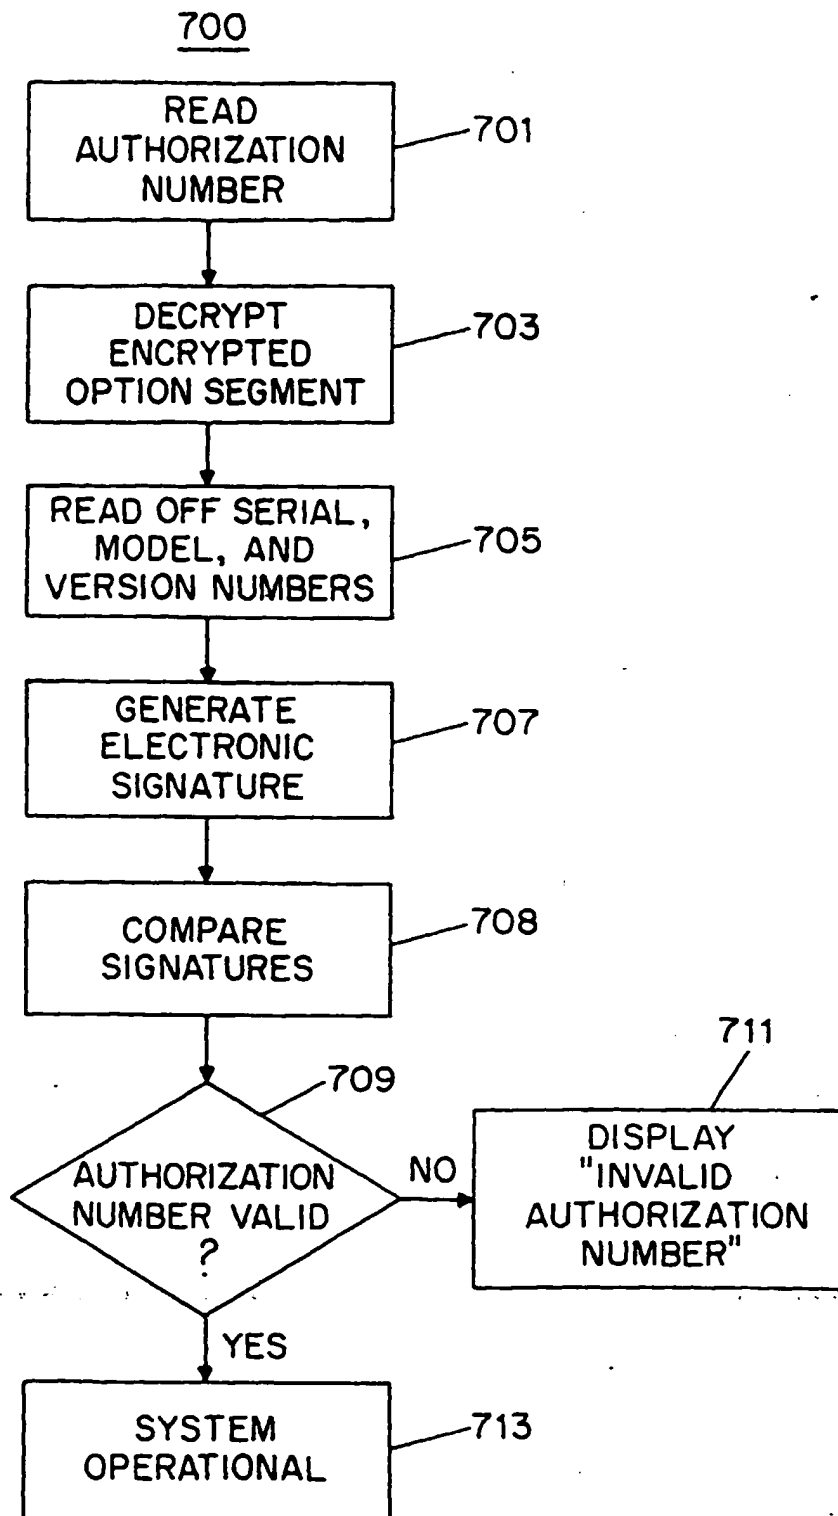 700
READ
AUTHORIZATION
NUMBER
701
DECRYPT
ENCRYPTED
OPTION SEGMENT
703
READ OFF SERIAL,
MODEL, AND
VERSION NUMBERS
705
GENERATE
ELECTRONIC
SIGNATURE
707
COMPARE
SIGNATURES
708
709
AUTHORIZATION
NUMBER VALID
?
NO
711
DISPLAY
"INVALID
AUTHORIZATION
NUMBER"
YES
SYSTEM
OPERATIONAL
713